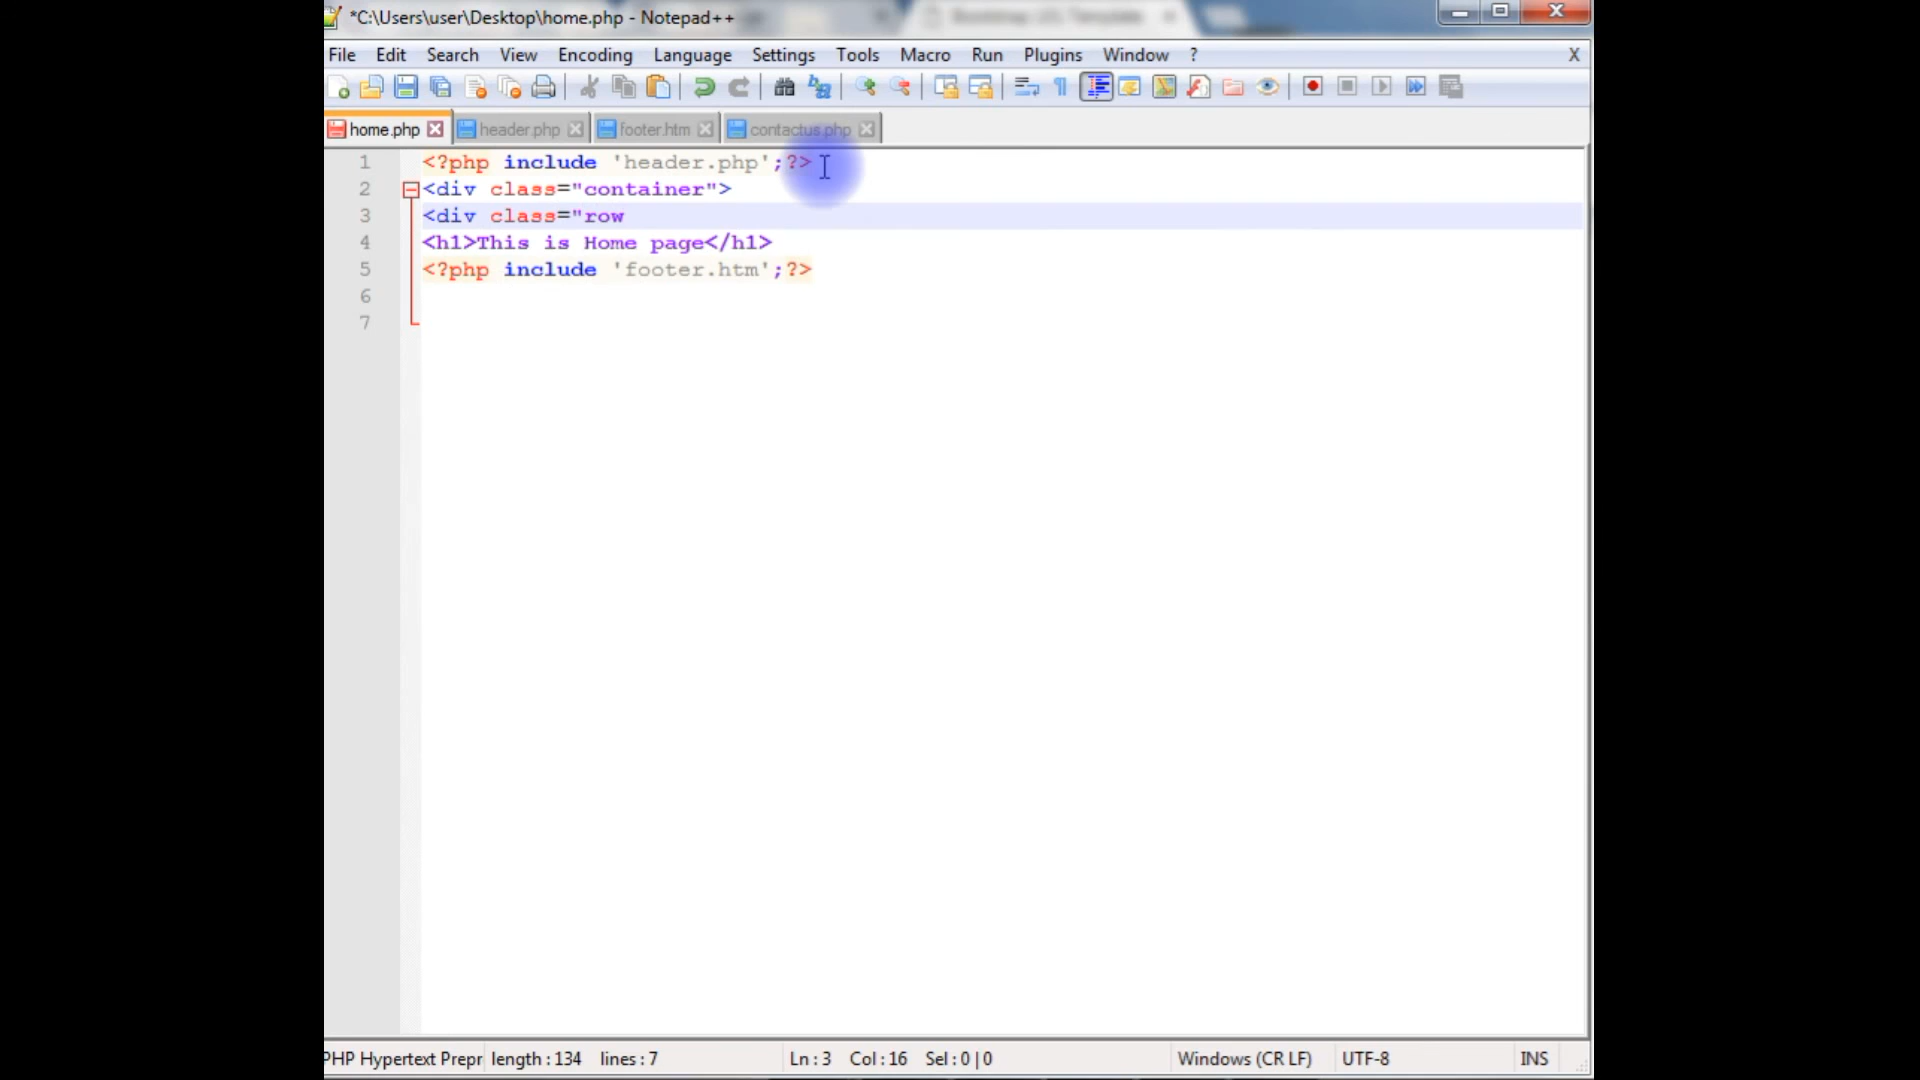 *C:\Users\user\Desktop\home.php - Notepad++
Bootstrap 101 Template
File Edit Search View Encoding Language Settings Tools Macro Run Plugins Window ? X
home.php header.php footer.htm contactus.php
1 <?php include 'header.php';?>
2 <div class="container">
3 <div class="row
4 <h1>This is Home page</h1>
5 <?php include 'footer.htm';?>
6
7
PHP Hypertext Prepr length : 134 lines : 7 Ln : 3 Col : 16 Sel : 0 | 0 Windows (CR LF) UTF-8 INS